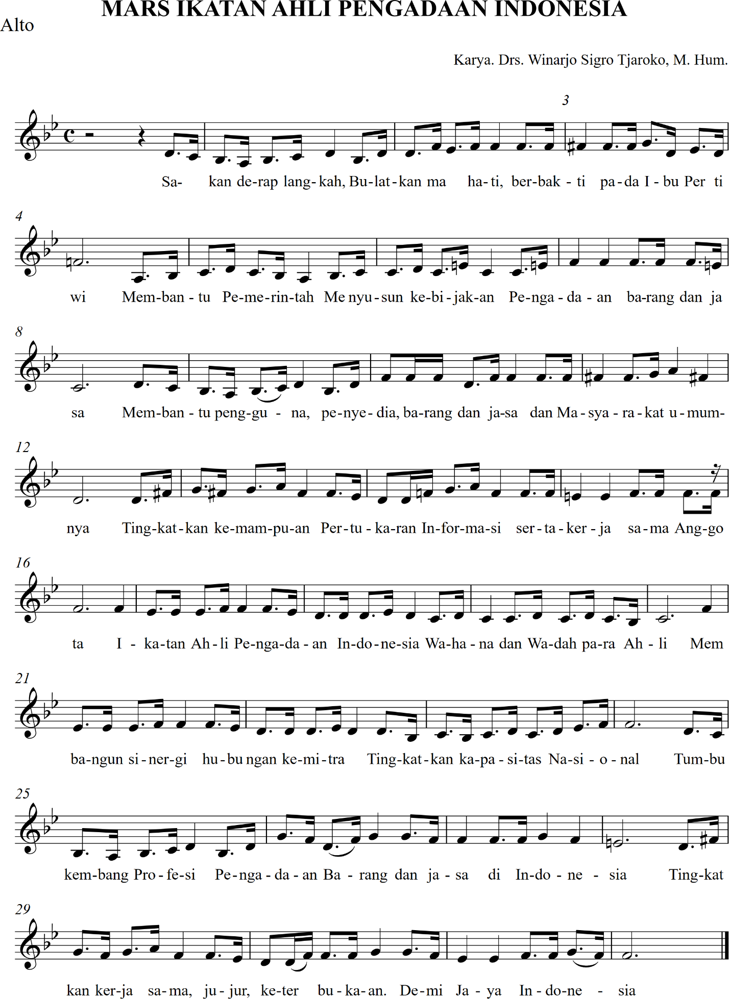 MARS IKATAN AHLI PENGADAAN INDONESIA
Alto
Karya. Drs. Winarjo Sigro Tjaroko, M. Hum.
3
Sa- kan de-rap lang-kah, Bu-lat-kan ma ha-ti, ber-bak-ti pa-da I-bu Per ti
4
wi Mem-ban-tu Pe-me-rin-tah Me nyu-sun ke-bi-jak-an Pe-nga-da-an ba-rang dan ja
8
sa Mem-ban-tu peng-gu-na, pe-nye-dia, ba-rang dan ja-sa dan Ma-sya-ra-kat u-mum-
12
nya Ting-kat-kan ke-mam-pu-an Per-tu-ka-ran In-for-ma-si ser-ta-ker-ja sa-ma Ang-go
16
ta I-ka-tan Ah-li Pe-nga-da-an In-do-ne-sia Wa-ha-na dan Wa-dah pa-ra Ah-li Mem
21
ba-ngun si-ner-gi hu-bu ngan ke-mi-tra Ting-kat-kan ka-pa-si-tas Na-si-o-nal Tum-bu
25
kem-bang Pro-fe-si Pe-nga-da-an Ba-rang dan ja-sa di In-do-ne-sia Ting-kat
29
kan ker-ja sa-ma, ju-jur, ke-ter bu-ka-an. De-mi Ja-ya In-do-ne-sia